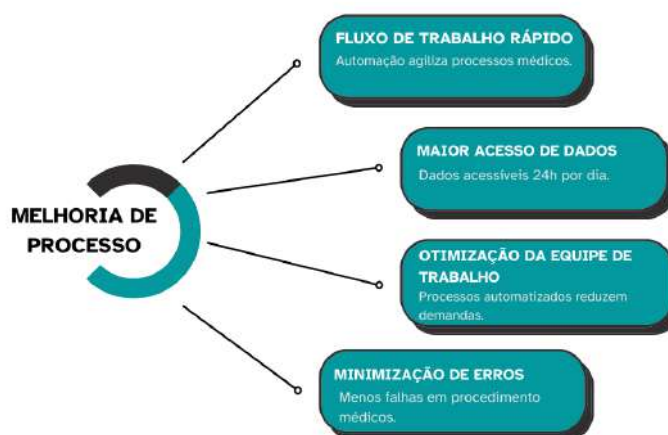 FLUXO DE TRABALHO RÁPIDO
Automação agiliza processos médicos.
MAIOR ACESSO DE DADOS
Dados acessíveis 24h por dia.
MELHORIA DE
PROCESSO
OTIMIZAÇÃO DA EQUIPE DE
TRABALHO
Processos automatizados reduzem
demandas.
MINIMIZAÇÃO DE ERROS
Menos falhas em procedimento
médicos.